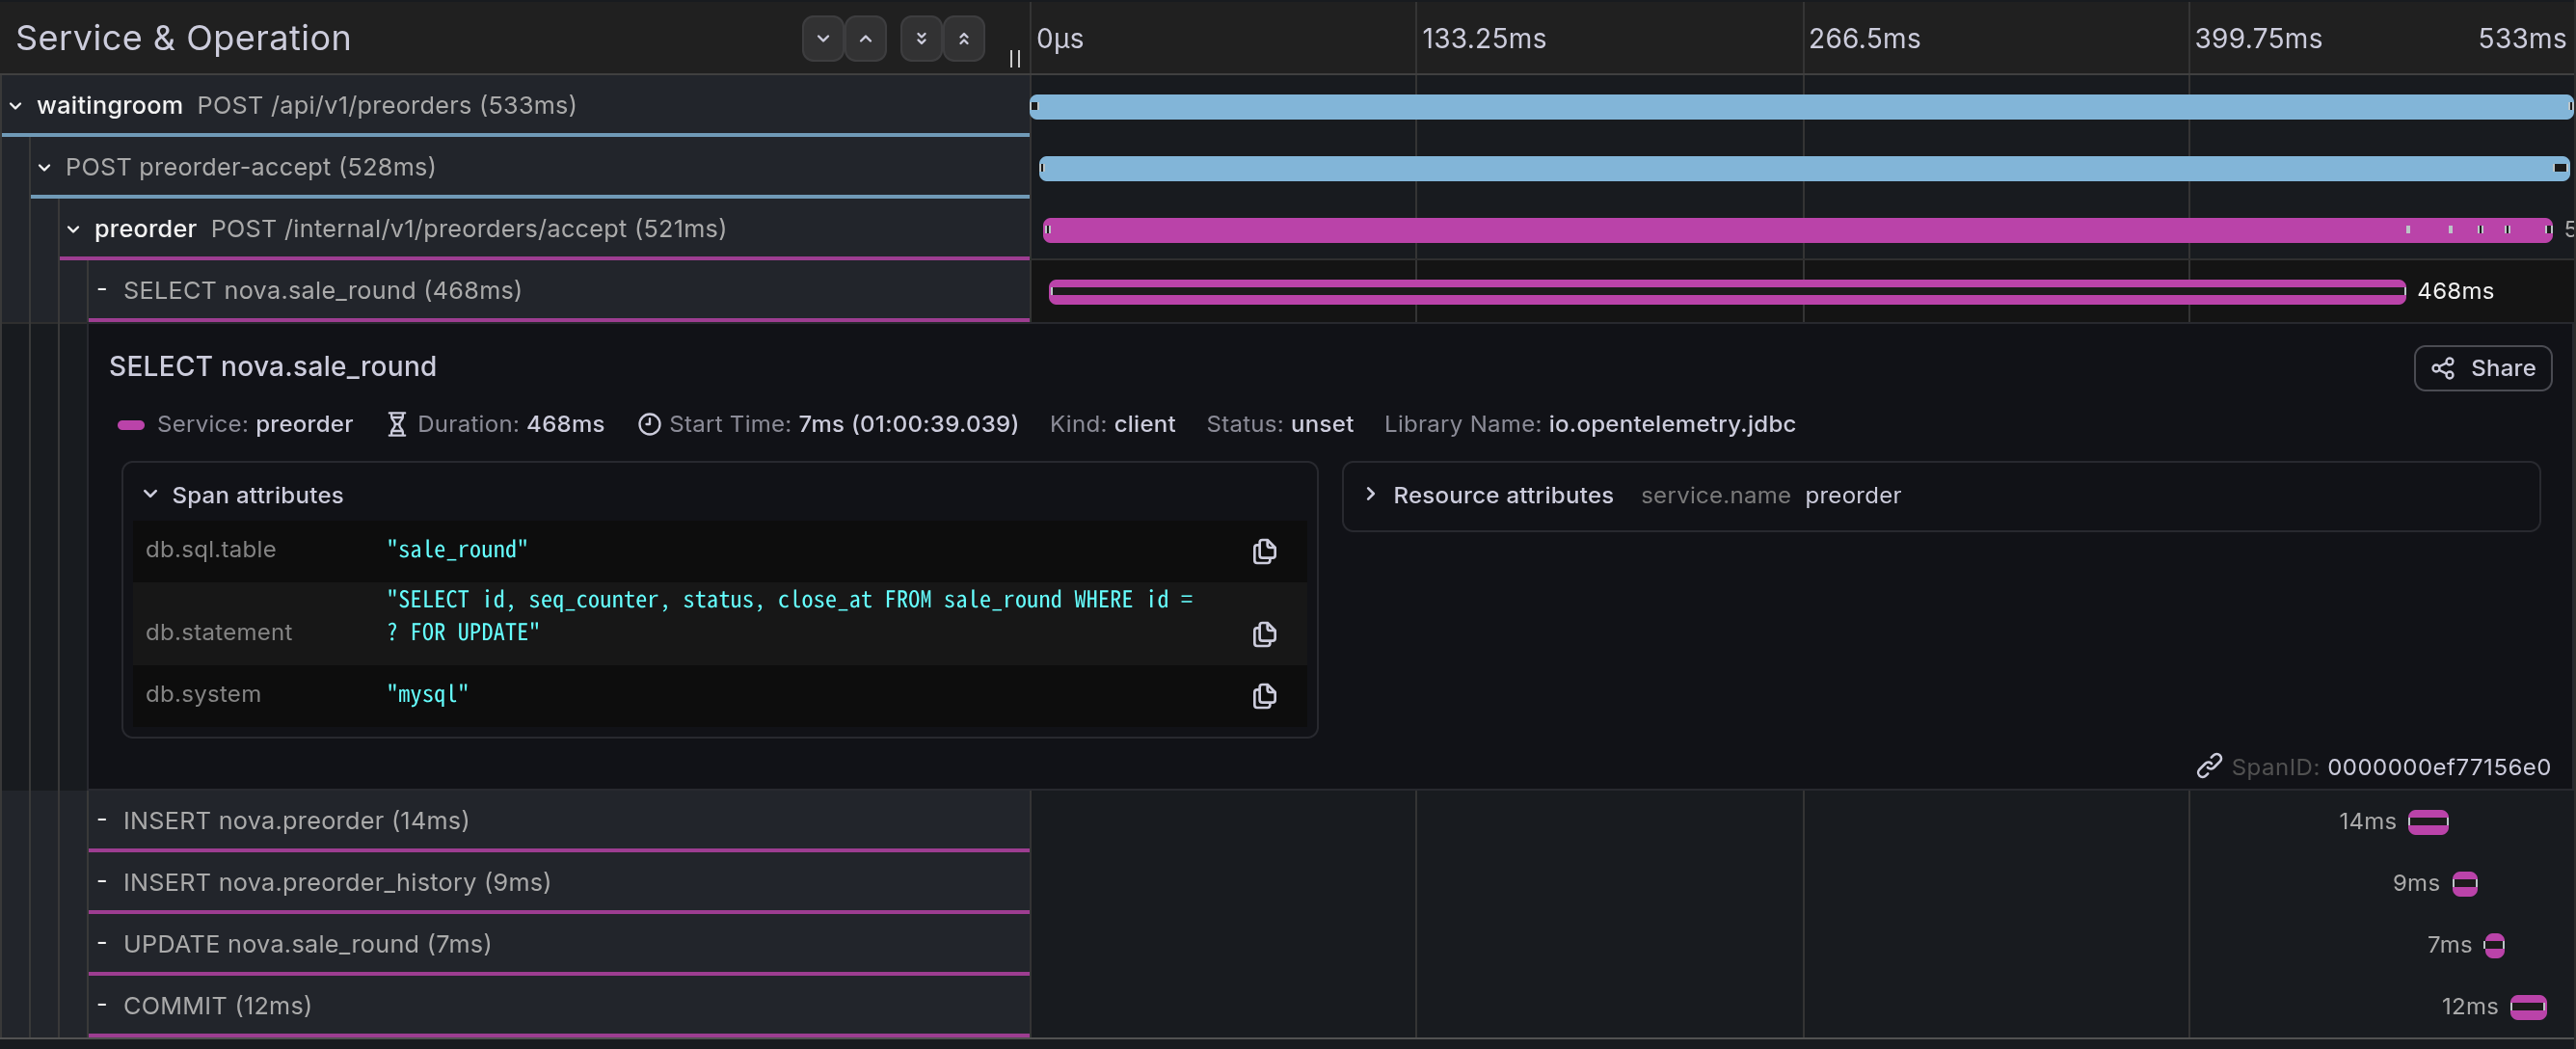 Service & Operation
0μs
133.25ms
266.5ms
399.75ms
533ms
waitingroom POST /api/v1/preorders (533ms)
POST preorder-accept (528ms)
preorder POST /internal/v1/preorders/accept (521ms)
5
SELECT nova.sale_round (468ms)
468ms
SELECT nova.sale_round
Share
Service: preorder Duration: 468ms Start Time: 7ms (01:00:39.039) Kind: client Status: unset Library Name: io.opentelemetry.jdbc
Span attributes
Resource attributes service.name preorder
db.sql.table "sale_round"
db.statement "SELECT id, seq_counter, status, close_at FROM sale_round WHERE id =
? FOR UPDATE"
db.system "mysql"
SpanID: 0000000ef77156e0
INSERT nova.preorder (14ms)
14ms
INSERT nova.preorder_history (9ms)
9ms
UPDATE nova.sale_round (7ms)
7ms
COMMIT (12ms)
12ms